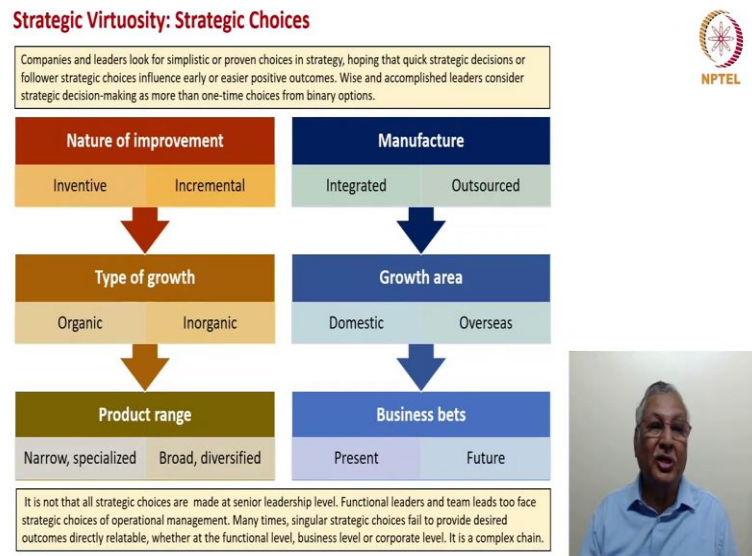 Strategic Virtuosity: Strategic Choices
NPTEL
Companies and leaders look for simplistic or proven choices in strategy, hoping that quick strategic decisions or
follower strategic choices influence early or easier positive outcomes. Wise and accomplished leaders consider
strategic decision-making as more than one-time choices from binary options.
Nature of improvement
Inventive Incremental
Type of growth
Organic Inorganic
Product range
Narrow, specialized Broad, diversified
Manufacture
Integrated Outsourced
Growth area
Domestic Overseas
Business bets
Present Future
It is not that all strategic choices are made at senior leadership level. Functional leaders and team leads too face
strategic choices of operational management. Many times, singular strategic choices fail to provide desired
outcomes directly relatable, whether at the functional level, business level or corporate level. It is a complex chain.